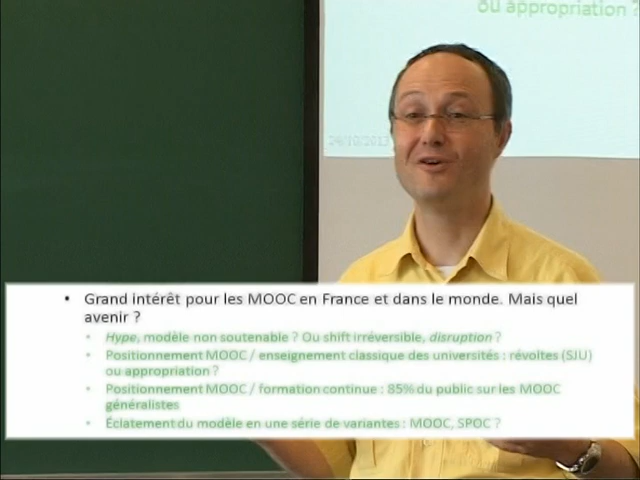 ou appropriation ?
24/10/2013
• Grand intérêt pour les MOOC en France et dans le monde. Mais quel
avenir ?
• Hype, modèle non soutenable ? Ou shift irréversible, disruption ?
• Positionnement MOOC / enseignement classique des universités : révoltes (SJU)
ou appropriation ?
• Positionnement MOOC / formation continue : 85% du public sur les MOOC
généralistes
• Éclatement du modèle en une série de variantes : MOOC, SPOC ?